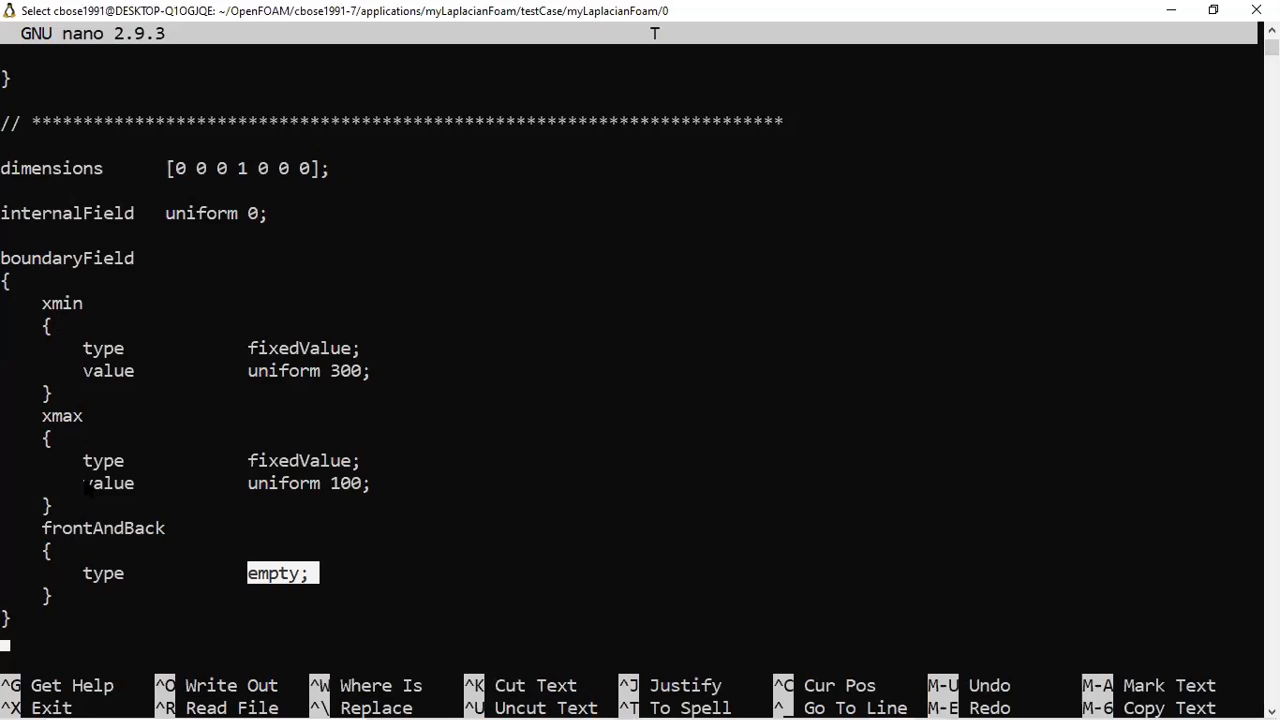 Select cbose1991@DESKTOP-Q1OGJQE: ~/OpenFOAM/cbose1991-7/applications/myLaplacianFoam/testCase/myLaplacianFoam/0
GNU nano 2.9.3 T
}
// *************************************************************************
dimensions [0 0 0 1 0 0 0];
internalField uniform 0;
boundaryField
{
xmin
{
type fixedValue;
value uniform 300;
}
xmax
{
type fixedValue;
value uniform 100;
}
frontAndBack
{
type empty;
}
}
^G Get Help ^O Write Out ^W Where Is ^K Cut Text ^J Justify ^C Cur Pos M-U Undo M-A Mark Text
^X Exit ^R Read File ^\ Replace ^U Uncut Text ^T To Spell ^_ Go To Line M-E Redo M-6 Copy Text